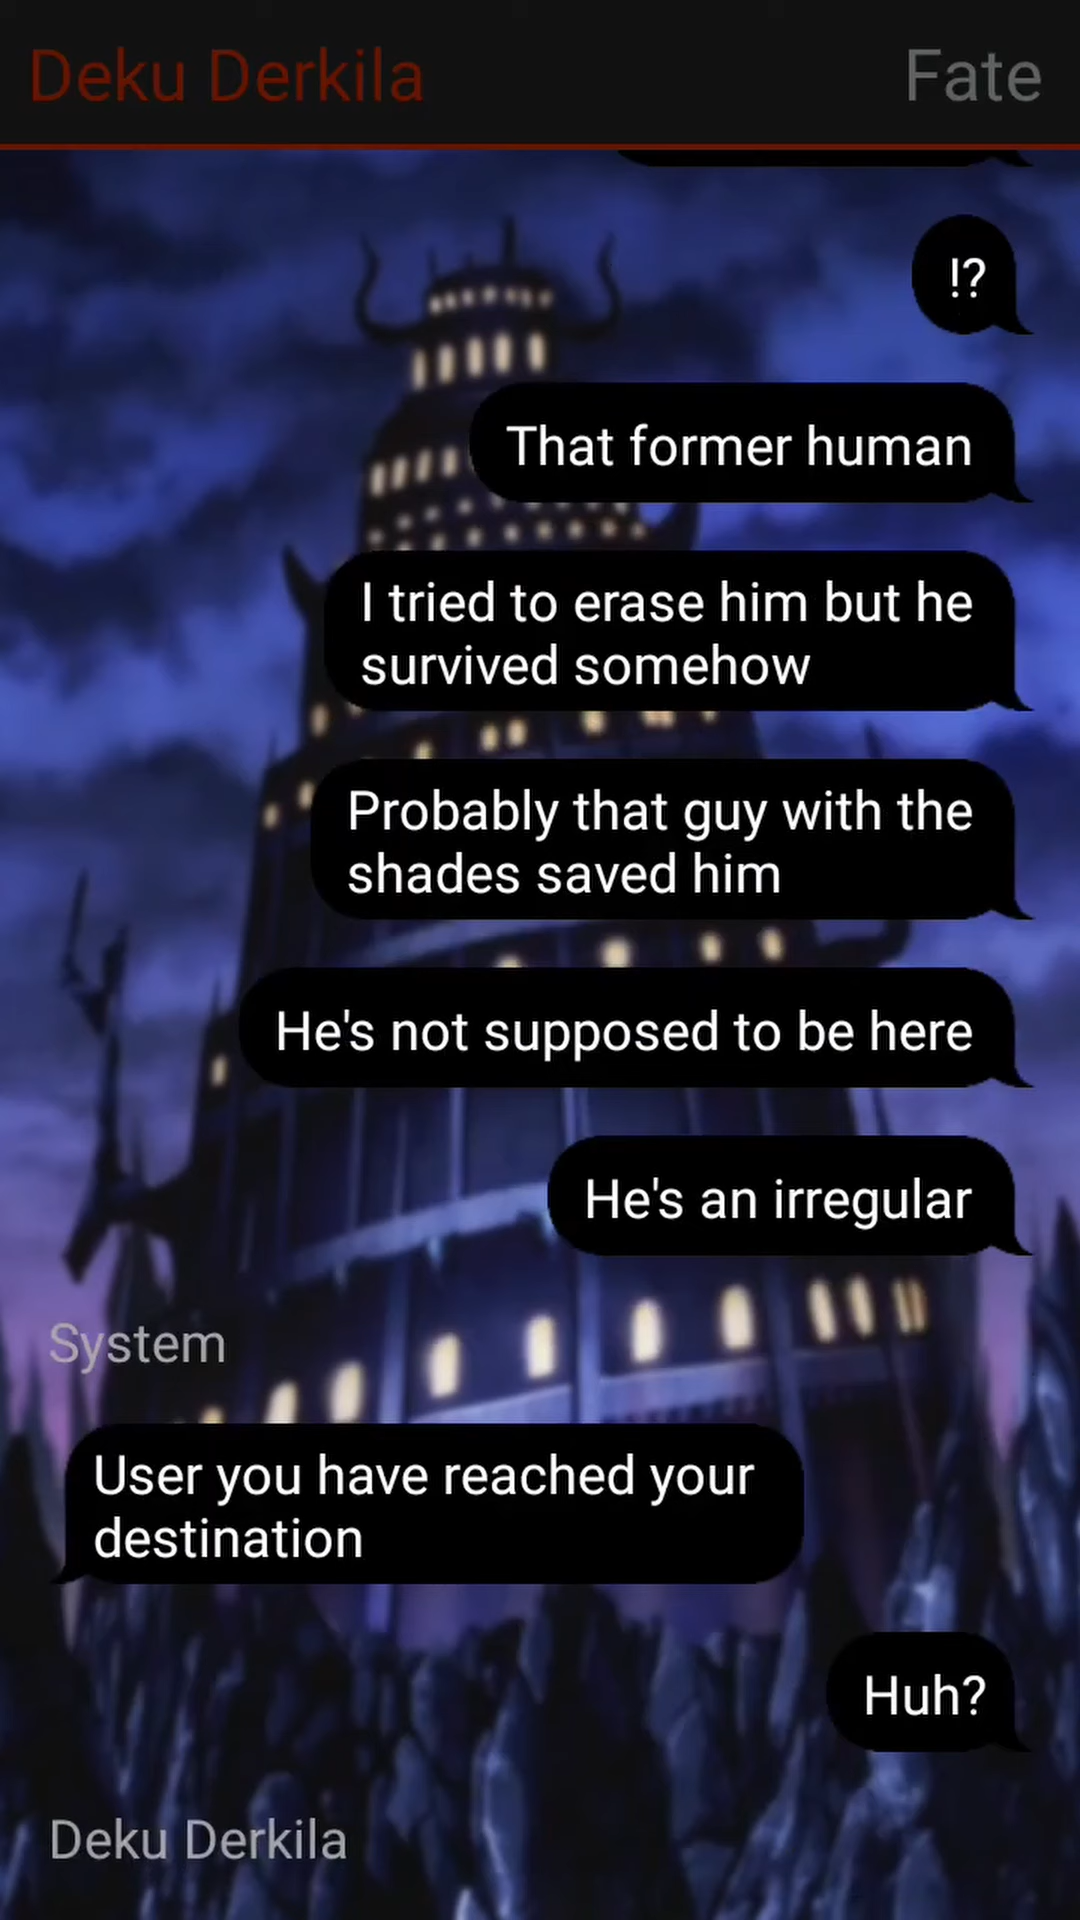 Deku Derkila
Fate
!?
That former human
I tried to erase him but he
survived somehow
Probably that guy with the
shades saved him
He's not supposed to be here
He's an irregular
System
User you have reached your
destination
Huh?
Deku Derkila